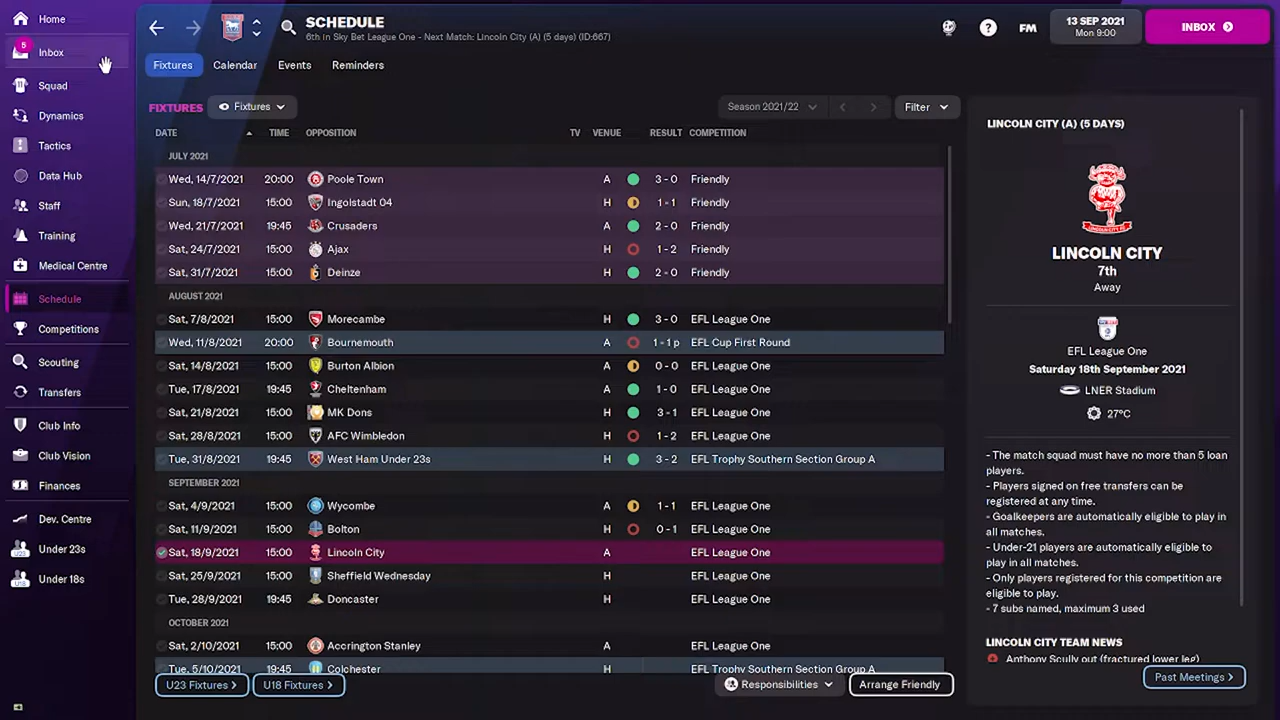 Home
5
Inbox
Squad
Dynamics
Tactics
Data Hub
Staff
Training
Medical Centre
Schedule
Competitions
Scouting
Transfers
Club Info
Club Vision
Finances
Dev. Centre
Under 23s
Under 18s
SCHEDULE
6th in Sky Bet League One - Next Match: Lincoln City (A) (5 days) (ID:667)
FM
13 SEP 2021
Mon 9:00
INBOX
Fixtures Calendar Events Reminders
FIXTURES Fixtures Season 2021/22 Filter
DATE TIME OPPOSITION TV VENUE RESULT COMPETITION
JULY 2021
Wed, 14/7/2021 20:00 Poole Town A 3 - 0 Friendly
Sun, 18/7/2021 15:00 Ingolstadt 04 H 1 - 1 Friendly
Wed, 21/7/2021 19:45 Crusaders A 2 - 0 Friendly
Sat, 24/7/2021 15:00 Ajax H 1 - 2 Friendly
Sat, 31/7/2021 15:00 Deinze H 2 - 0 Friendly
AUGUST 2021
Sat, 7/8/2021 15:00 Morecambe H 3 - 0 EFL League One
Wed, 11/8/2021 20:00 Bournemouth A 1 - 1 p EFL Cup First Round
Sat, 14/8/2021 15:00 Burton Albion A 0 - 0 EFL League One
Tue, 17/8/2021 19:45 Cheltenham A 1 - 0 EFL League One
Sat, 21/8/2021 15:00 MK Dons H 3 - 1 EFL League One
Sat, 28/8/2021 15:00 AFC Wimbledon H 1 - 2 EFL League One
Tue, 31/8/2021 19:45 West Ham Under 23s H 3 - 2 EFL Trophy Southern Section Group A
SEPTEMBER 2021
Sat, 4/9/2021 15:00 Wycombe A 1 - 1 EFL League One
Sat, 11/9/2021 15:00 Bolton H 0 - 1 EFL League One
Sat, 18/9/2021 15:00 Lincoln City A EFL League One
Sat, 25/9/2021 15:00 Sheffield Wednesday H EFL League One
Tue, 28/9/2021 19:45 Doncaster H EFL League One
OCTOBER 2021
Sat, 2/10/2021 15:00 Accrington Stanley A EFL League One
Tue, 5/10/2021 19:45 Colchester H EFL Trophy Southern Section Group A
U23 Fixtures > U18 Fixtures > Responsibilities Arrange Friendly
LINCOLN CITY (A) (5 DAYS)
LINCOLN CITY
7th
Away
EFL League One
Saturday 18th September 2021
LNER Stadium
27°C
- The match squad must have no more than 5 loan
players.
- Players signed on free transfers can be
registered at any time.
- Goalkeepers are automatically eligible to play in
all matches.
- Under-21 players are automatically eligible to
play in all matches.
- Only players registered for this competition are
eligible to play.
- 7 subs named, maximum 3 used
LINCOLN CITY TEAM NEWS
Anthony Scully out (fractured lower leg)
Past Meetings >